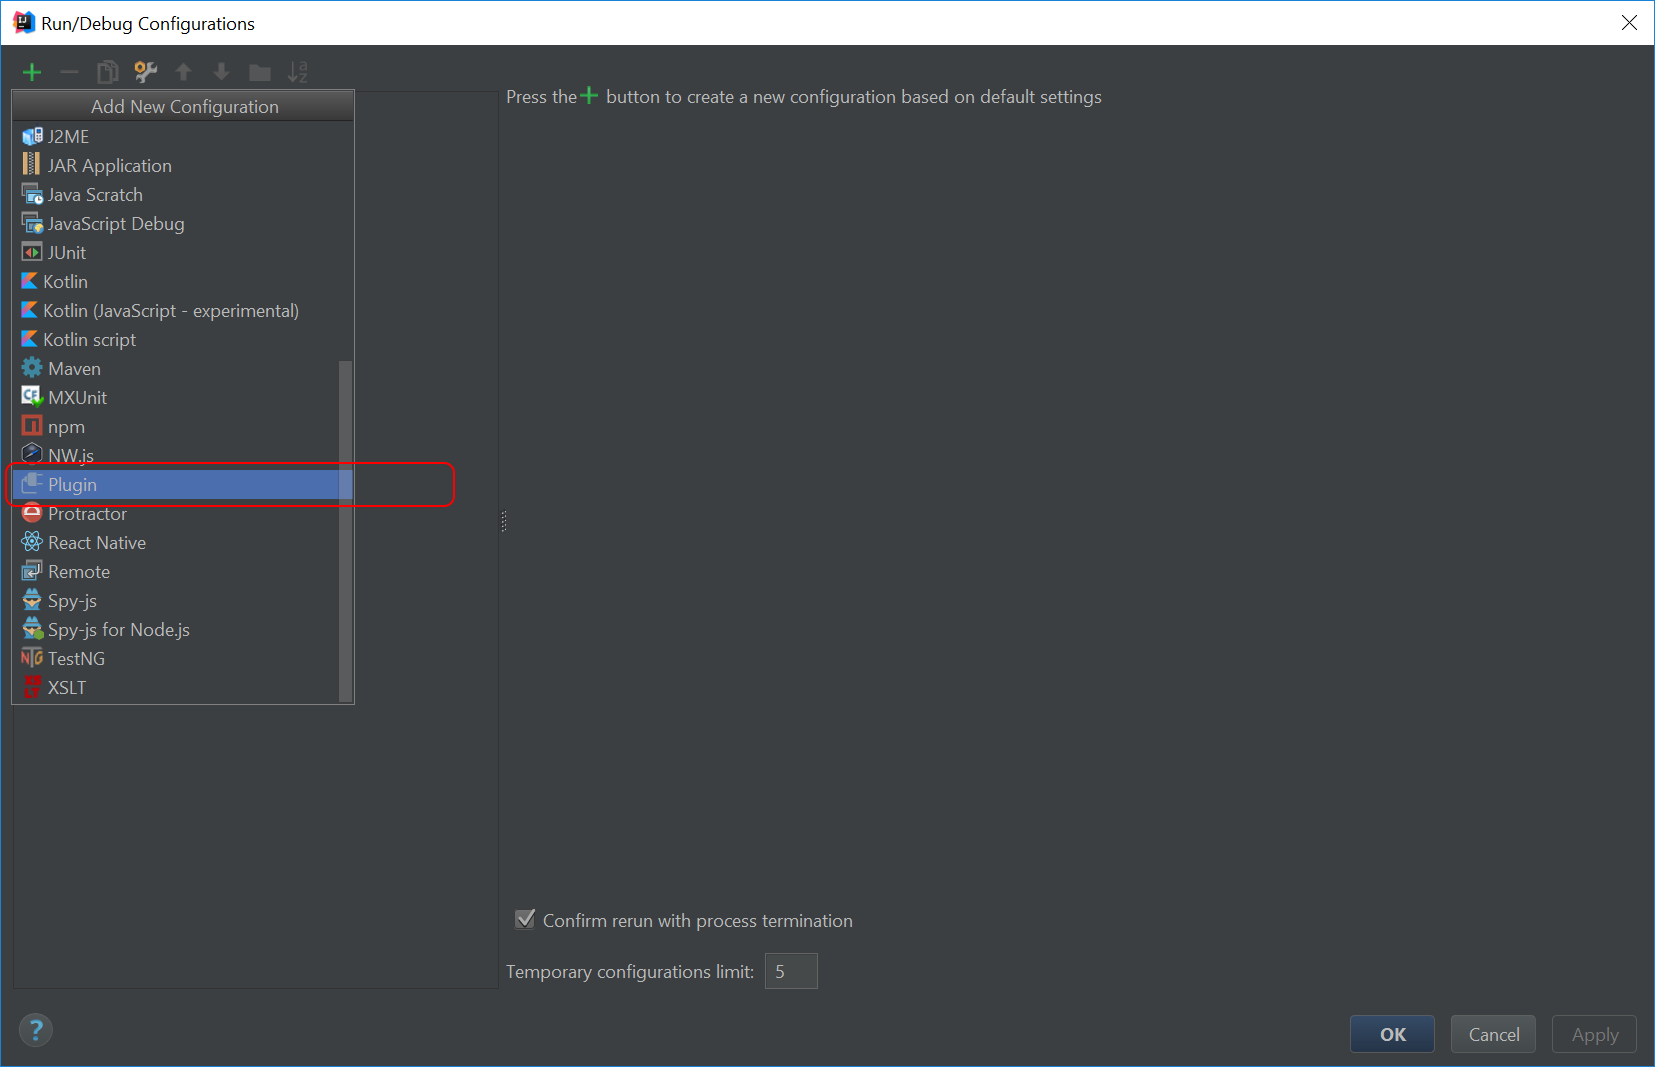 Run/Debug Configurations
Add New Configuration
Press the + button to create a new configuration based on default settings
J2ME
JAR Application
Java Scratch
JavaScript Debug
JUnit
Kotlin
Kotlin (JavaScript - experimental)
Kotlin script
Maven
MXUnit
npm
NW.js
Plugin
Protractor
React Native
Remote
Spy-js
Spy-js for Node.js
TestNG
XSLT
Confirm rerun with process termination
Temporary configurations limit: 5
? OK Cancel Apply